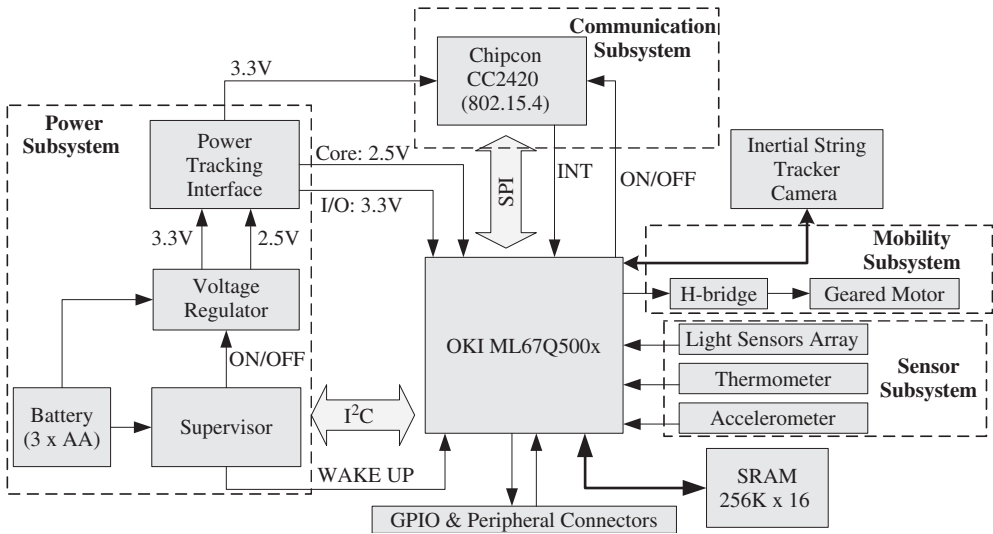 Communication
Subsystem
Chipcon
CC2420
(802.15.4)
3.3V
Power
Subsystem
Power
Tracking
Interface
Core: 2.5V
I/O: 3.3V
SPI
INT
ON/OFF
Inertial String
Tracker
Camera
3.3V
2.5V
Mobility
Subsystem
Voltage
Regulator
H-bridge
Geared Motor
OKI ML67Q500x
Light Sensors Array
Sensor
Subsystem
ON/OFF
Thermometer
Battery
(3 x AA)
Supervisor
I²C
Accelerometer
WAKE UP
SRAM
256K x 16
GPIO & Peripheral Connectors